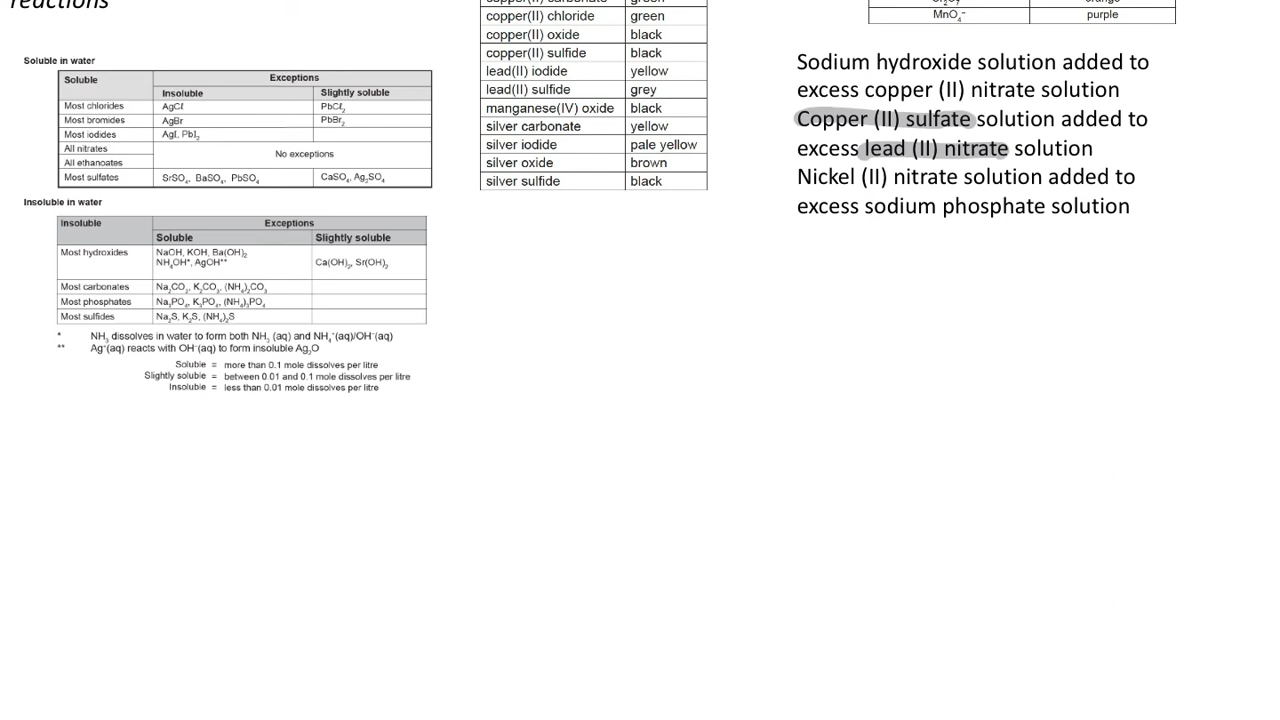 reactions
Soluble in water
Soluble Exceptions
Insoluble Slightly soluble
Most chlorides AgCℓ PbCℓ₂
Most bromides AgBr PbBr₂
Most iodides AgI, PbI₂
All nitrates
No exceptions
All ethanoates
Most sulfates SrSO₄, BaSO₄, PbSO₄ CaSO₄, Ag₂SO₄
Insoluble in water
Insoluble Exceptions
Soluble Slightly soluble
Most hydroxides NaOH, KOH, Ba(OH)₂
NH₄OH*, AgOH** Ca(OH)₂, Sr(OH)₂
Most carbonates Na₂CO₃, K₂CO₃, (NH₄)₂CO₃
Most phosphates Na₃PO₄, K₃PO₄, (NH₄)₃PO₄
Most sulfides Na₂S, K₂S, (NH₄)₂S
* NH₃ dissolves in water to form both NH₃ (aq) and NH₄⁺(aq)/OH⁻(aq)
** Ag⁺(aq) reacts with OH⁻(aq) to form insoluble Ag₂O
Soluble = more than 0.1 mole dissolves per litre
Slightly soluble = between 0.01 and 0.1 mole dissolves per litre
Insoluble = less than 0.01 mole dissolves per litre
copper(II) chloride green
copper(II) oxide black
copper(II) sulfide black
lead(II) iodide yellow
lead(II) sulfide grey
manganese(IV) oxide black
silver carbonate yellow
silver iodide pale yellow
silver oxide brown
silver sulfide black
MnO₄⁻ purple
Sodium hydroxide solution added to
excess copper (II) nitrate solution
Copper (II) sulfate solution added to
excess lead (II) nitrate solution
Nickel (II) nitrate solution added to
excess sodium phosphate solution